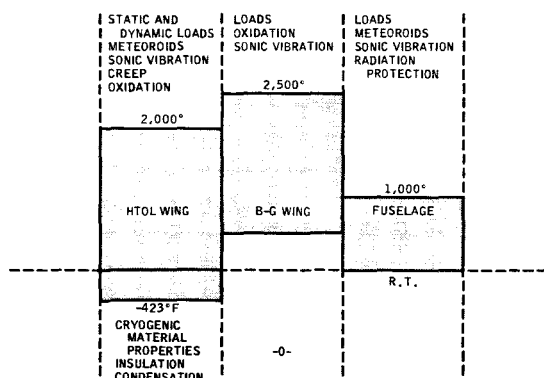 STATIC AND
DYNAMIC LOADS
METEOROIDS
SONIC VIBRATION
CREEP
OXIDATION
LOADS
OXIDATION
SONIC VIBRATION
LOADS
METEOROIDS
SONIC VIBRATION
RADIATION
PROTECTION
2,000°
2,500°
1,000°
HTOL WING
B-G WING
FUSELAGE
R.T.
-423°F
CRYOGENIC
MATERIAL
PROPERTIES
INSULATION
CONDENSATION
-0-